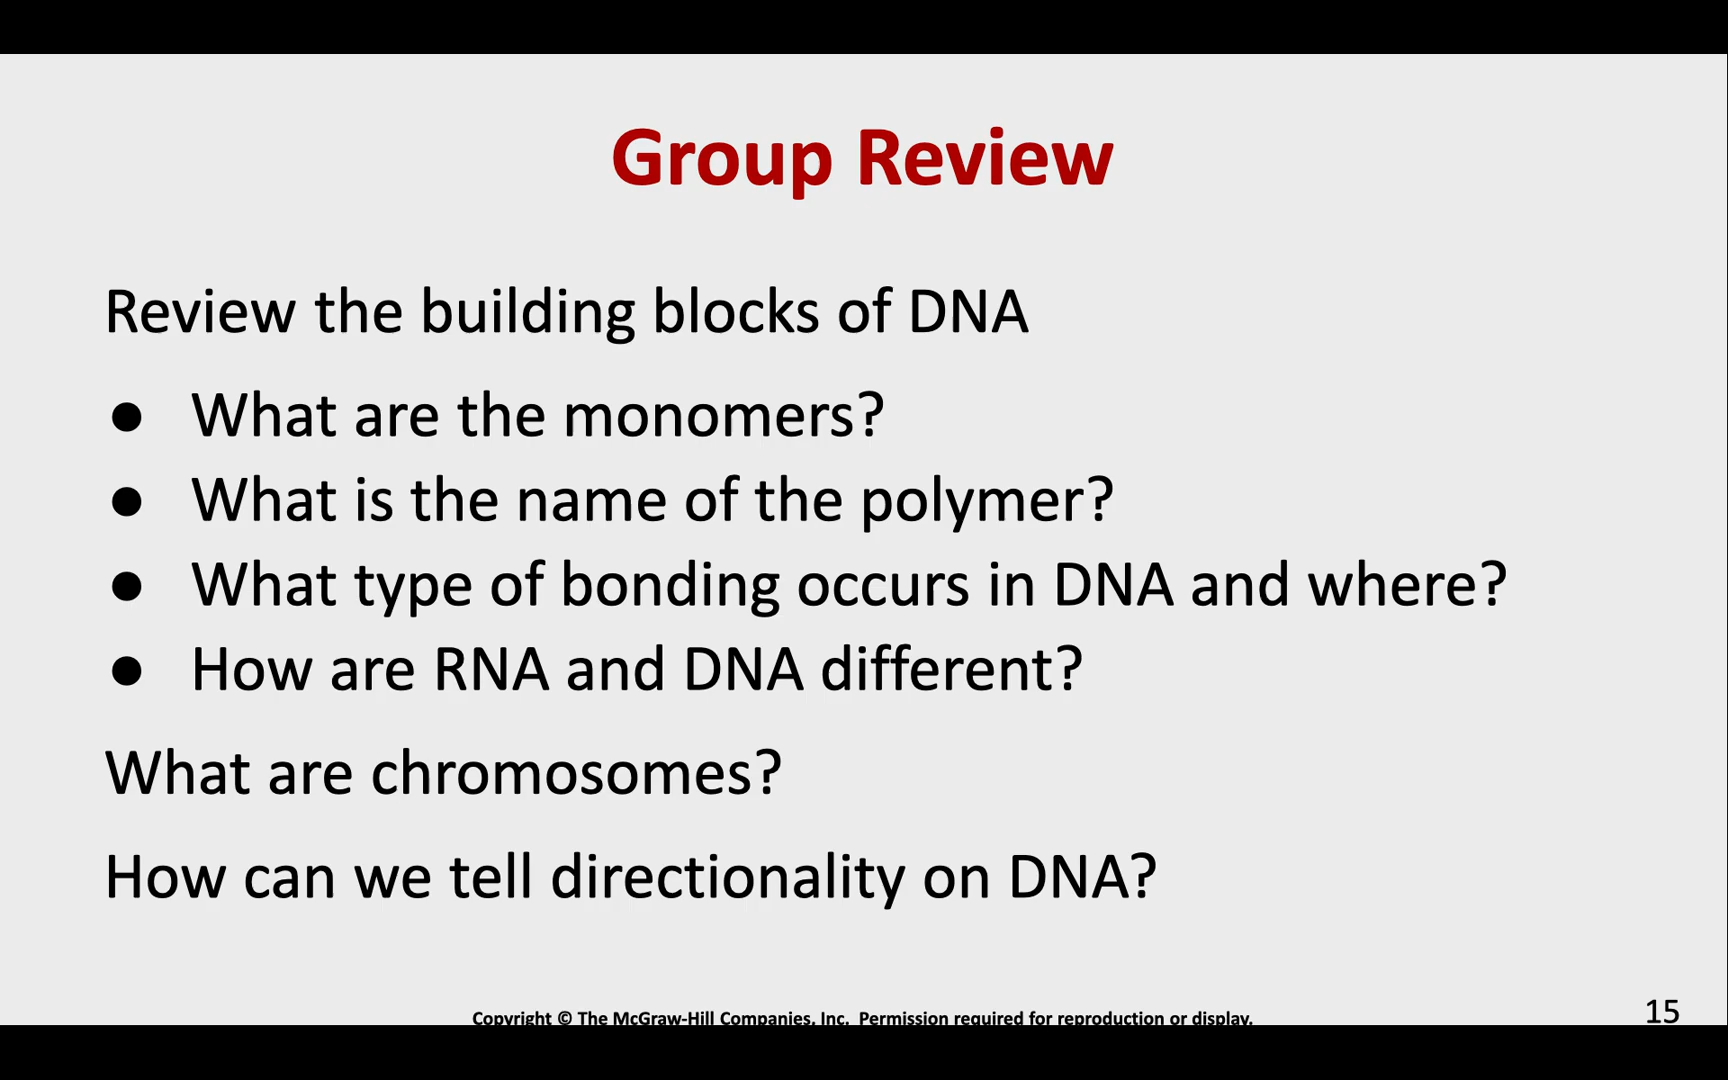 Group Review
Review the building blocks of DNA
● What are the monomers?
● What is the name of the polymer?
● What type of bonding occurs in DNA and where?
● How are RNA and DNA different?
What are chromosomes?
How can we tell directionality on DNA?
Copyright © The McGraw-Hill Companies, Inc. Permission required for reproduction or display.
15